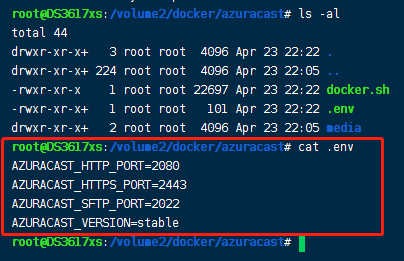 root@DS3617xs:/volume2/docker/azuracast# ls -al
total 44
drwxr-xr-x+   3 root root  4096 Apr 23 22:22 .
drwxr-xr-x+ 224 root root  4096 Apr 23 22:05 ..
-rwxr-xr-x    1 root root 22697 Apr 23 22:22 docker.sh
-rwxr-xr-x+   1 root root   101 Apr 23 22:22 .env
drwxr-xr-x+   2 root root  4096 Apr 23 22:05 media
root@DS3617xs:/volume2/docker/azuracast# cat .env
AZURACAST_HTTP_PORT=2080
AZURACAST_HTTPS_PORT=2443
AZURACAST_SFTP_PORT=2022
AZURACAST_VERSION=stable
root@DS3617xs:/volume2/docker/azuracast#